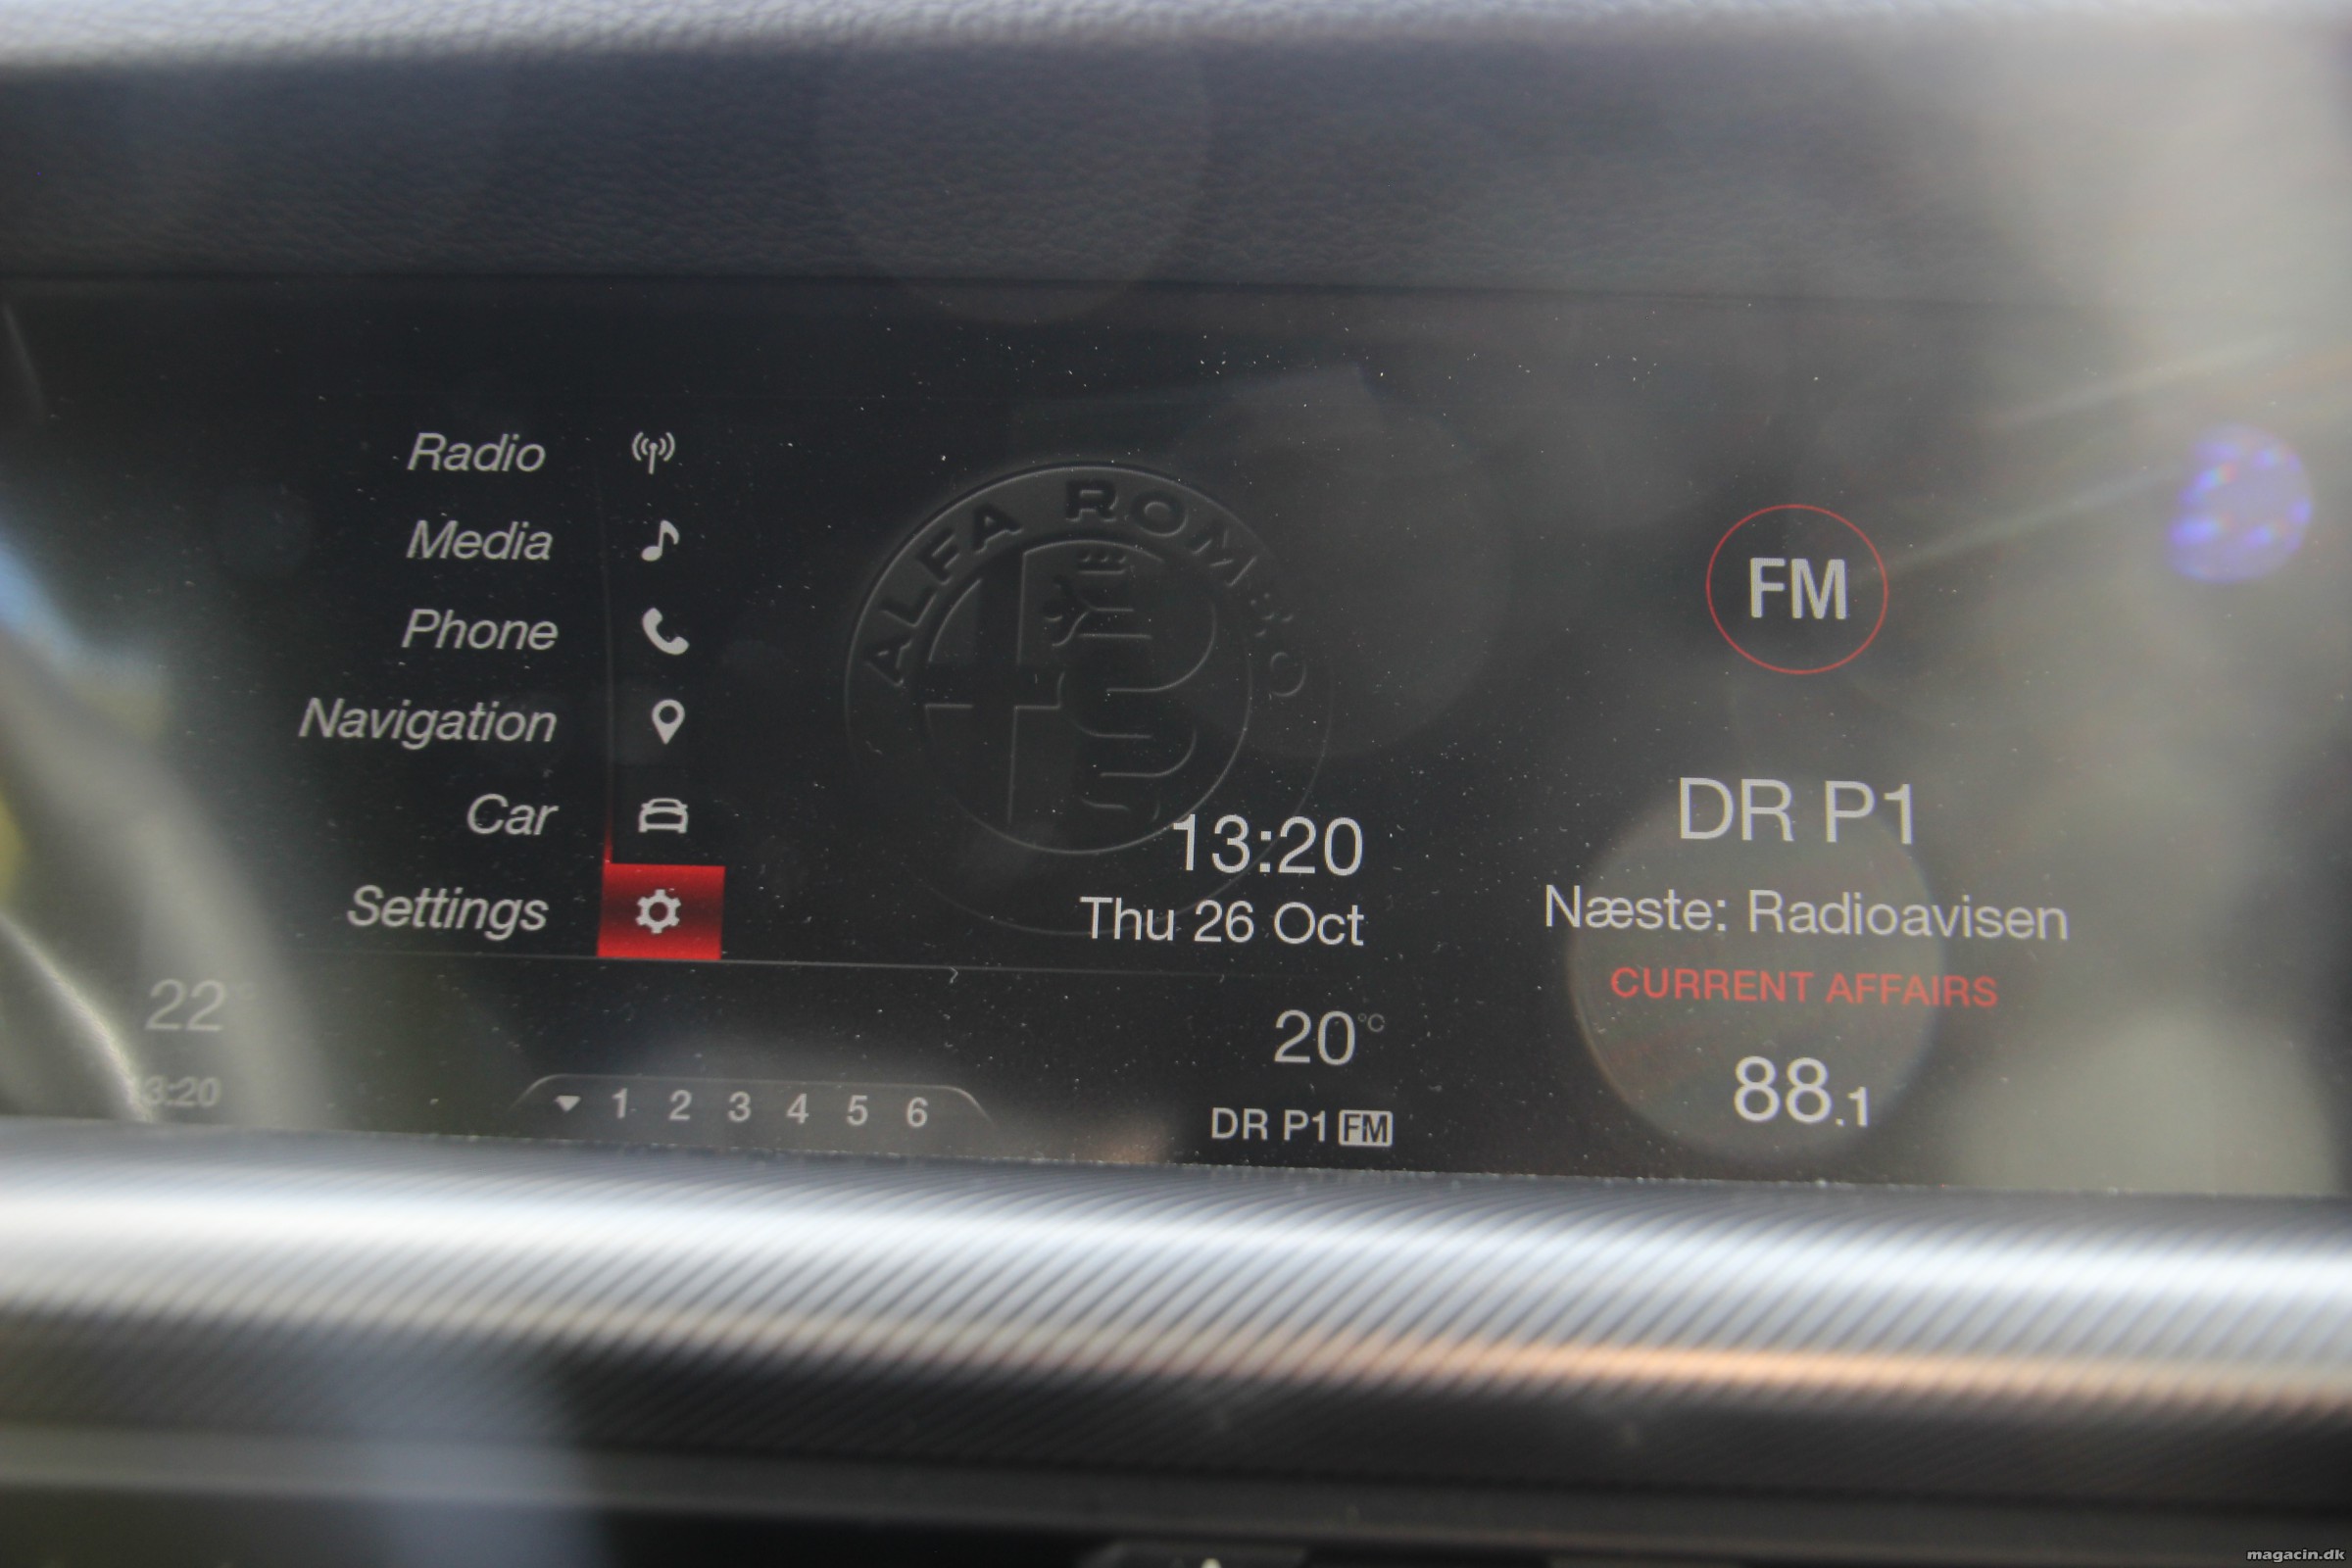 Radio
Media
Phone
Navigation
Car
Settings
ALFA ROMEO
13:20
Thu 26 Oct
FM
DR P1
Næste: Radioavisen
CURRENT AFFAIRS
88.1
22°
3:20
1 2 3 4 5 6
20°C
DR P1 FM
magacin.dk